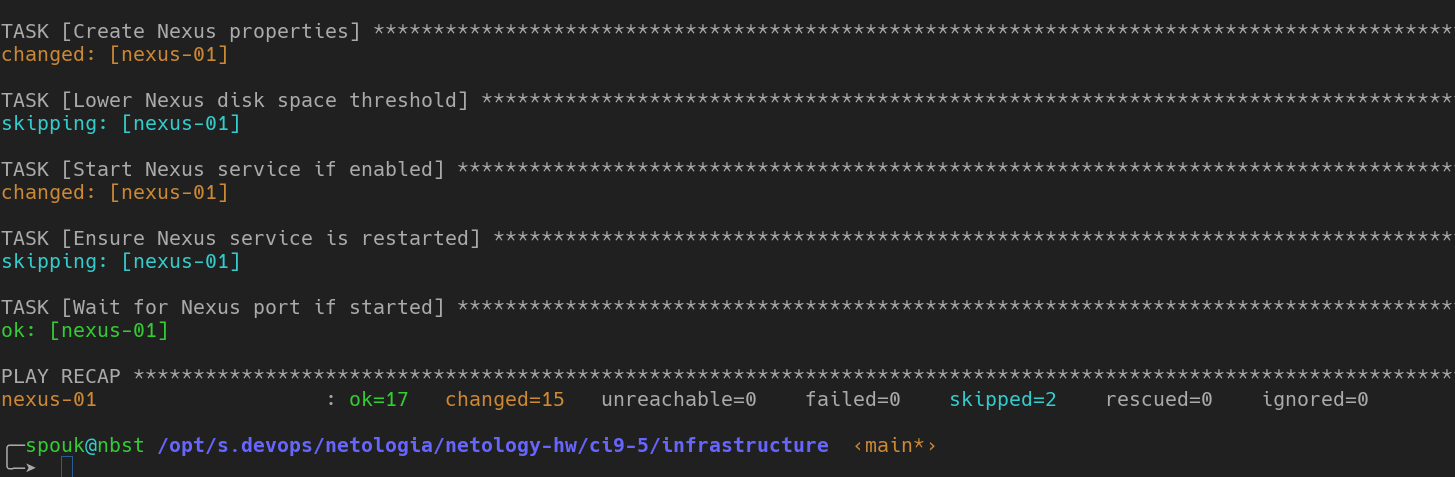 TASK [Create Nexus properties] ******************************************************************************************
changed: [nexus-01]
TASK [Lower Nexus disk space threshold] *********************************************************************************
skipping: [nexus-01]
TASK [Start Nexus service if enabled] ***********************************************************************************
changed: [nexus-01]
TASK [Ensure Nexus service is restarted] ********************************************************************************
skipping: [nexus-01]
TASK [Wait for Nexus port if started] ***********************************************************************************
ok: [nexus-01]
PLAY RECAP **************************************************************************************************************
nexus-01                   : ok=17   changed=15   unreachable=0    failed=0    skipped=2    rescued=0    ignored=0
╭─spouk@nbst /opt/s.devops/netologia/netology-hw/ci9-5/infrastructure  ‹main*›
╰─➤